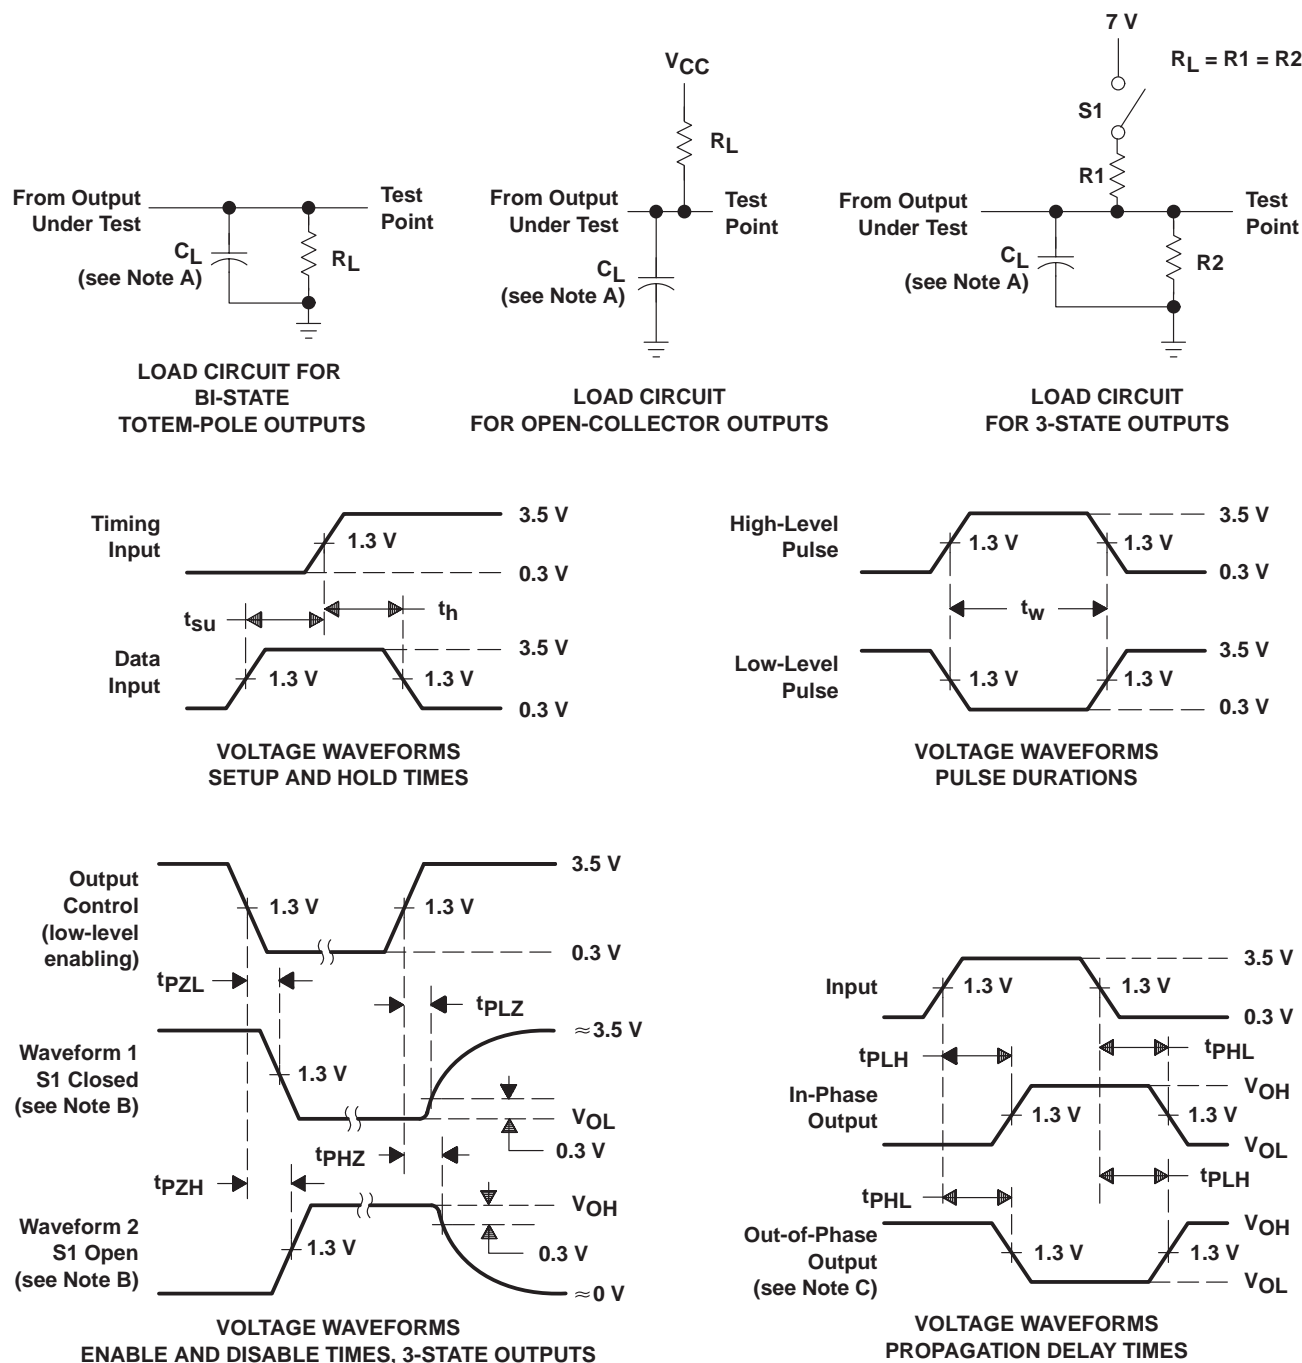 From Output
Under Test
Test
Point
CL
(see Note A)
RL
LOAD CIRCUIT FOR
BI-STATE
TOTEM-POLE OUTPUTS
VCC
RL
From Output
Under Test
Test
Point
CL
(see Note A)
LOAD CIRCUIT
FOR OPEN-COLLECTOR OUTPUTS
7 V
RL = R1 = R2
S1
R1
From Output
Under Test
Test
Point
CL
(see Note A)
R2
LOAD CIRCUIT
FOR 3-STATE OUTPUTS
Timing
Input
1.3 V
3.5 V
0.3 V
tsu
th
Data
Input
1.3 V
1.3 V
3.5 V
0.3 V
VOLTAGE WAVEFORMS
SETUP AND HOLD TIMES
High-Level
Pulse
1.3 V
1.3 V
3.5 V
0.3 V
tw
Low-Level
Pulse
1.3 V
1.3 V
3.5 V
0.3 V
VOLTAGE WAVEFORMS
PULSE DURATIONS
Output
Control
(low-level
enabling)
1.3 V
1.3 V
3.5 V
0.3 V
tPZL
tPLZ
Waveform 1
S1 Closed
(see Note B)
1.3 V
≈3.5 V
VOL
0.3 V
tPHZ
tPZH
Waveform 2
S1 Open
(see Note B)
1.3 V
VOH
0.3 V
≈0 V
VOLTAGE WAVEFORMS
ENABLE AND DISABLE TIMES, 3-STATE OUTPUTS
Input
1.3 V
1.3 V
3.5 V
0.3 V
tPLH
tPHL
In-Phase
Output
1.3 V
1.3 V
VOH
VOL
tPHL
tPLH
Out-of-Phase
Output
(see Note C)
1.3 V
1.3 V
VOH
VOL
VOLTAGE WAVEFORMS
PROPAGATION DELAY TIMES